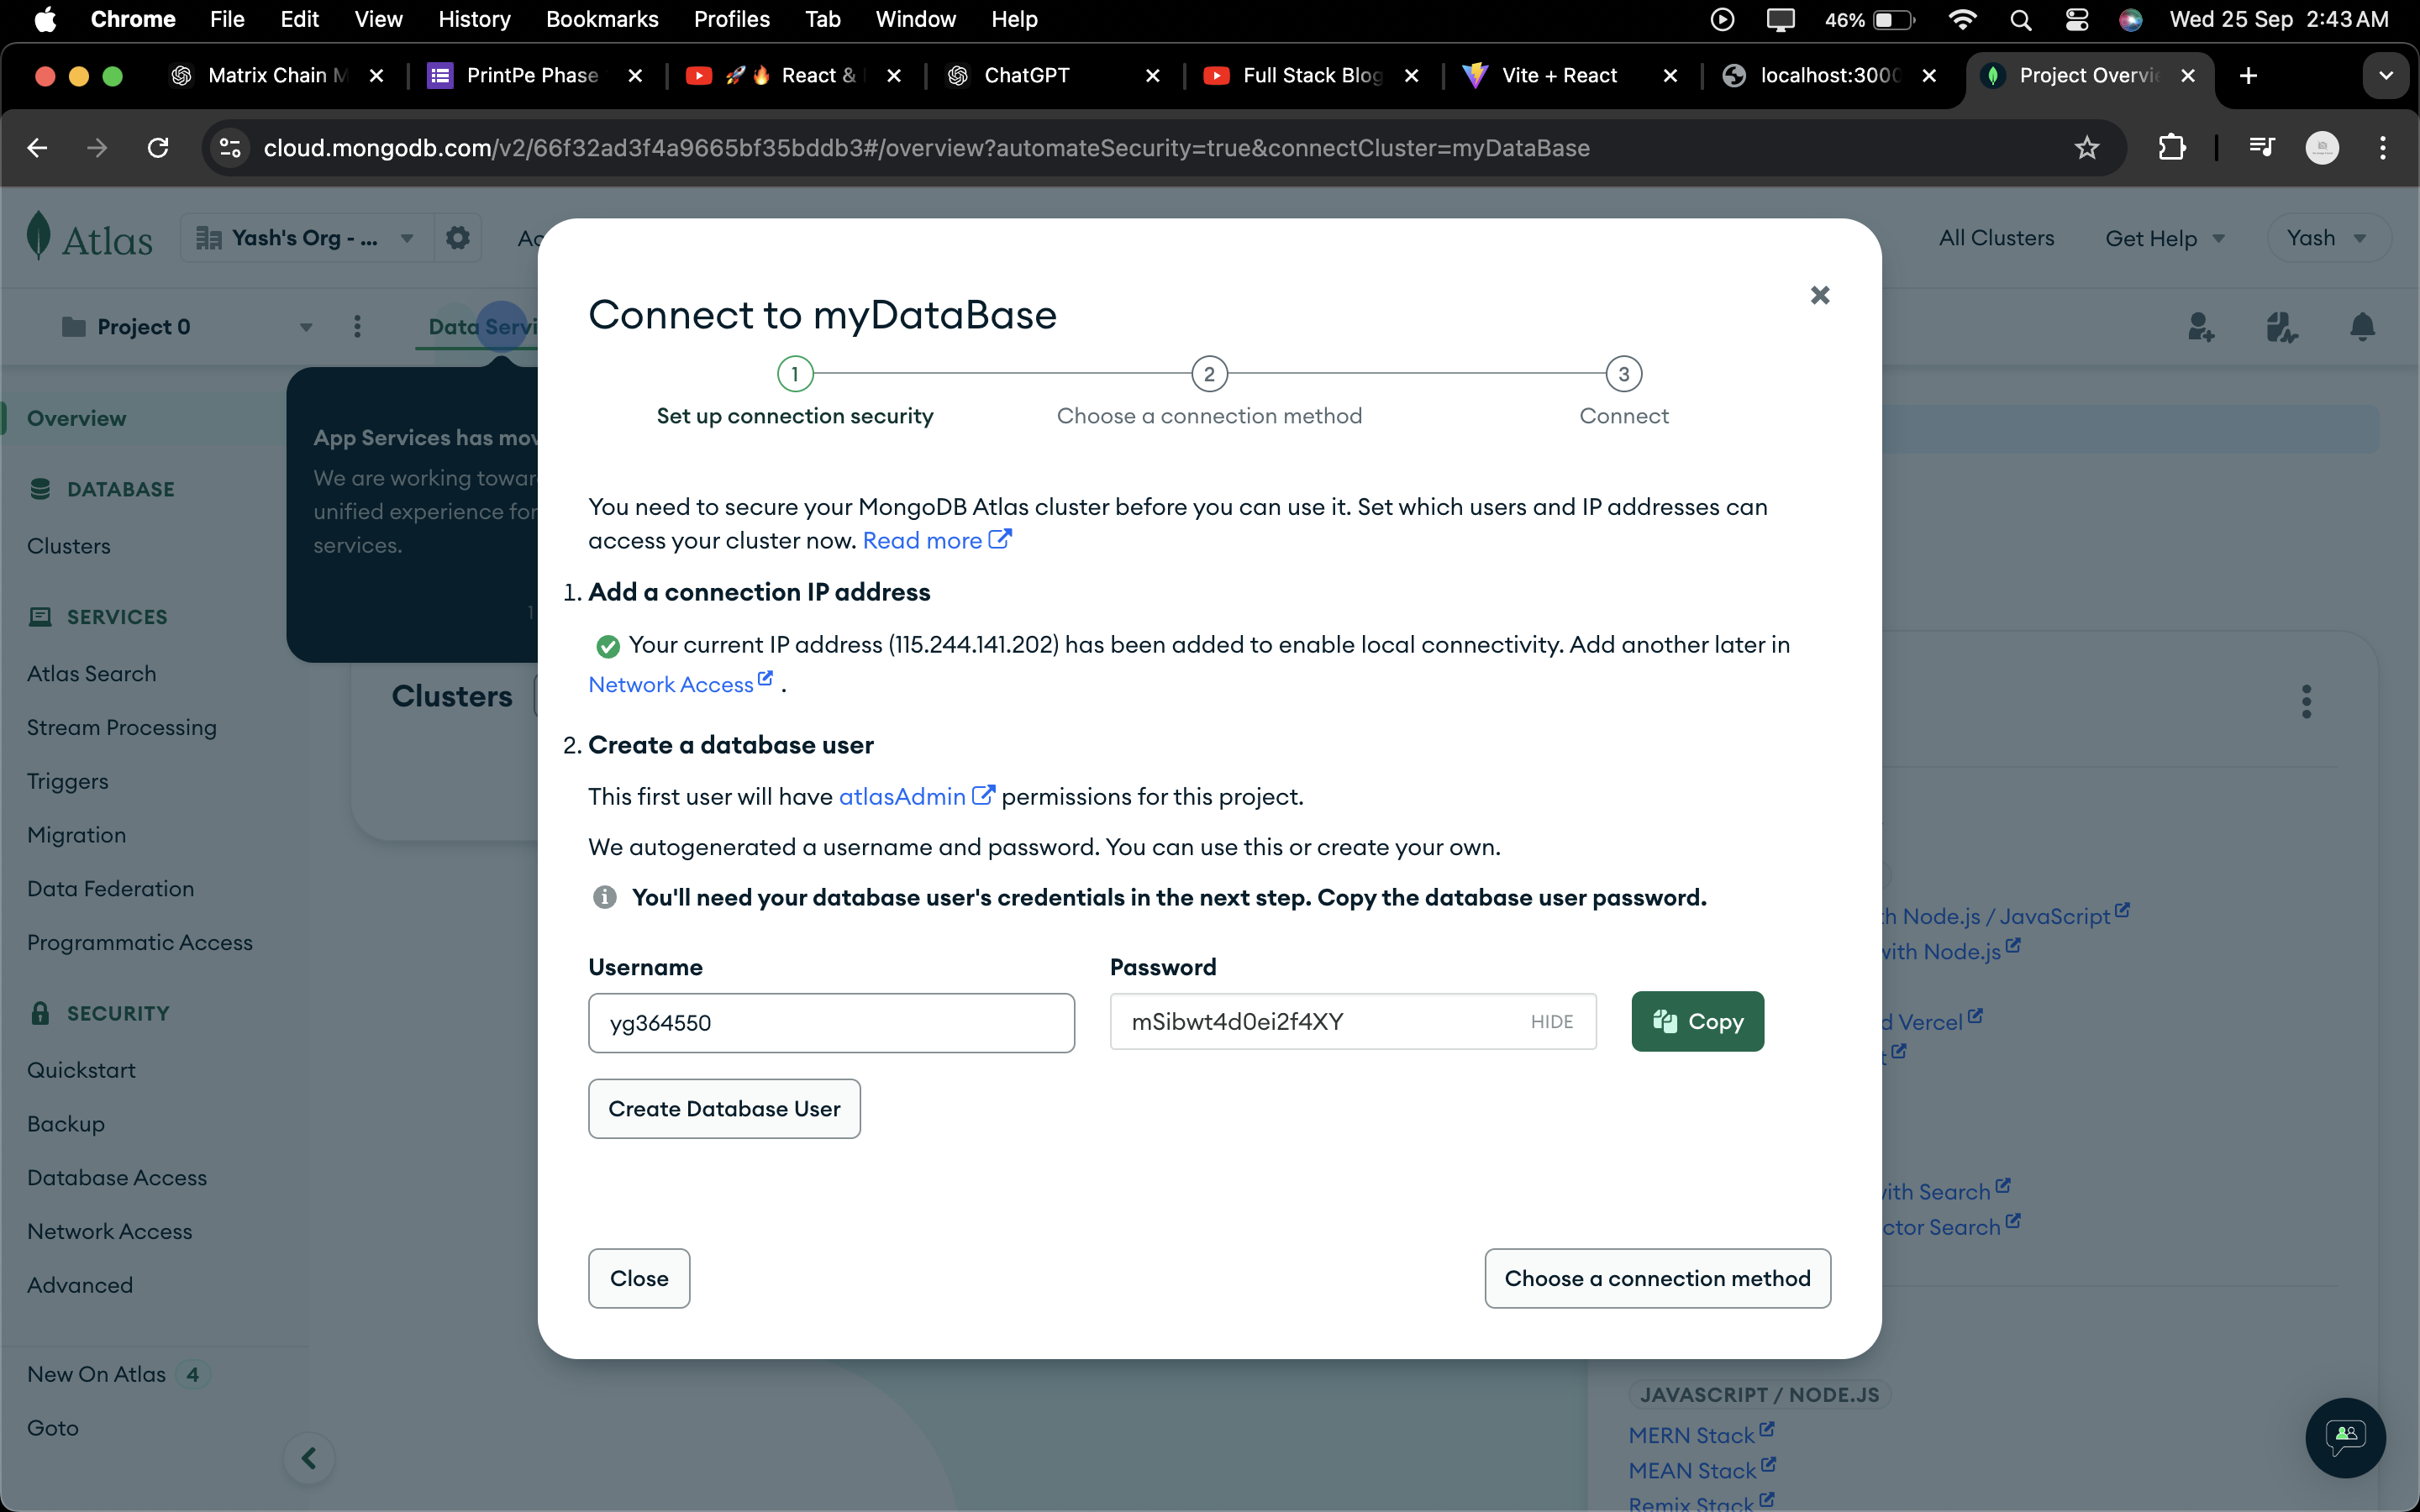 Chrome File Edit View History Bookmarks Profiles Tab Window Help 46% Wed 25 Sep 2:43 AM
Matrix Chain M PrintPe Phase React & ChatGPT Full Stack Blog Vite + React localhost:3000 Project Overvie
cloud.mongodb.com/v2/66f32ad3f4a9665bf35bddb3#/overview?automateSecurity=true&connectCluster=myDataBase
Atlas Yash's Org - ... Ac All Clusters Get Help Yash
Project 0 Data Servi
Overview
DATABASE
Clusters
SERVICES
Atlas Search
Stream Processing
Triggers
Migration
Data Federation
Programmatic Access
SECURITY
Quickstart
Backup
Database Access
Network Access
Advanced
New On Atlas 4
Goto
App Services has mov
We are working towar
unified experience for
services.
1
Clusters
Connect to myDataBase
1 2 3
Set up connection security Choose a connection method Connect
You need to secure your MongoDB Atlas cluster before you can use it. Set which users and IP addresses can
access your cluster now. Read more
1. Add a connection IP address
Your current IP address (115.244.141.202) has been added to enable local connectivity. Add another later in
Network Access .
2. Create a database user
This first user will have atlasAdmin permissions for this project.
We autogenerated a username and password. You can use this or create your own.
You'll need your database user's credentials in the next step. Copy the database user password.
Username Password
yg364550 mSibwt4d0ei2f4XY HIDE Copy
Create Database User
Close Choose a connection method
th Node.js / JavaScript
with Node.js
d Vercel
t
with Search
ctor Search
JAVASCRIPT / NODE.JS
MERN Stack
MEAN Stack
Remix Stack